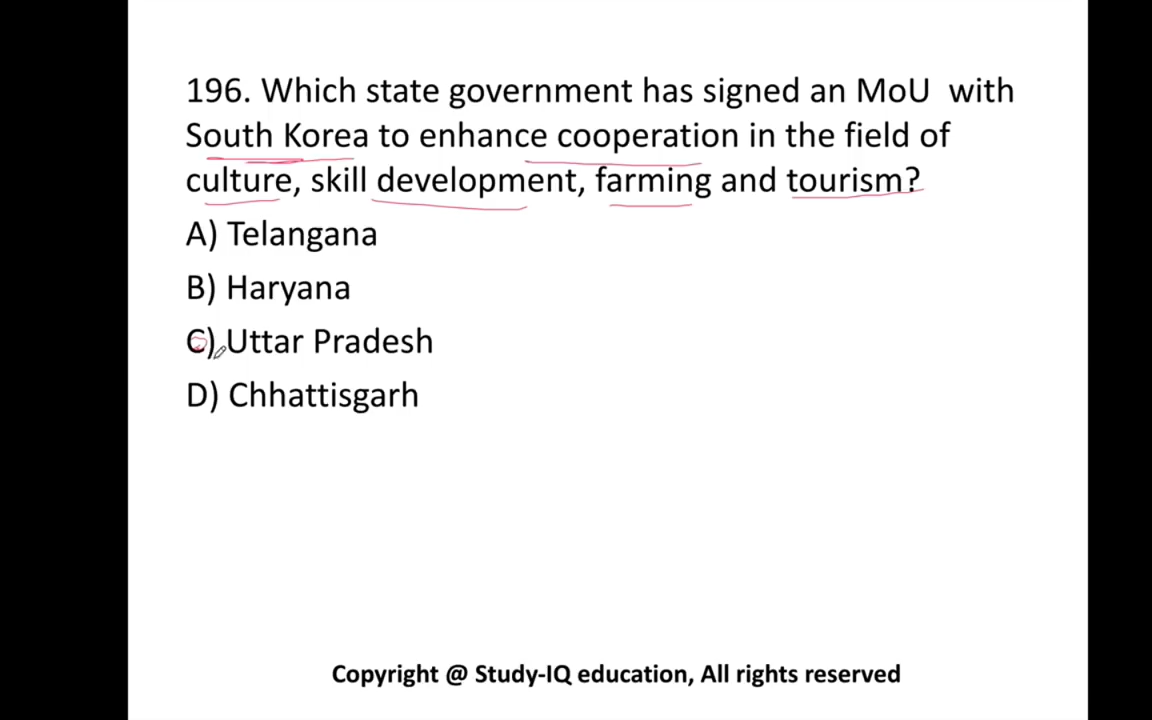 196. Which state government has signed an MoU with
South Korea to enhance cooperation in the field of
culture, skill development, farming and tourism?
A) Telangana
B) Haryana
C) Uttar Pradesh
D) Chhattisgarh
Copyright @ Study-IQ education, All rights reserved